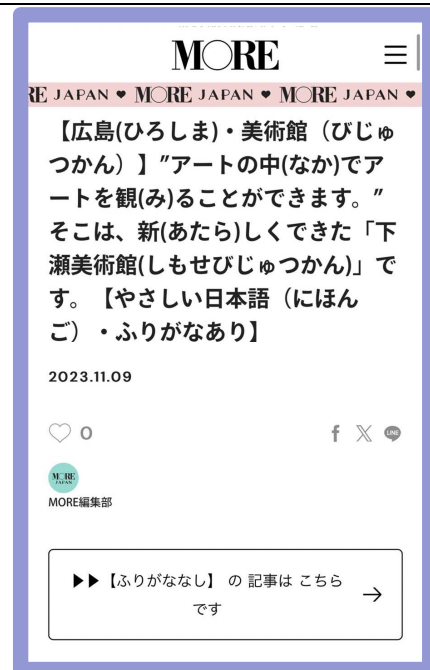 MORE
RE JAPAN ♥ MORE JAPAN ♥ MORE JAPAN ♥
【広島(ひろしま)・美術館（びじゅ
つかん）】"アートの中(なか)でア
ートを観(み)ることができます。"
そこは、新(あたら)しくできた「下
瀬美術館(しもせびじゅつかん)」で
す。【やさしい日本語（にほん
ご）・ふりがなあり】
2023.11.09
0
MORE
JAPAN
MORE編集部
▶▶【ふりがななし】 の 記事は こちら
です
LINE